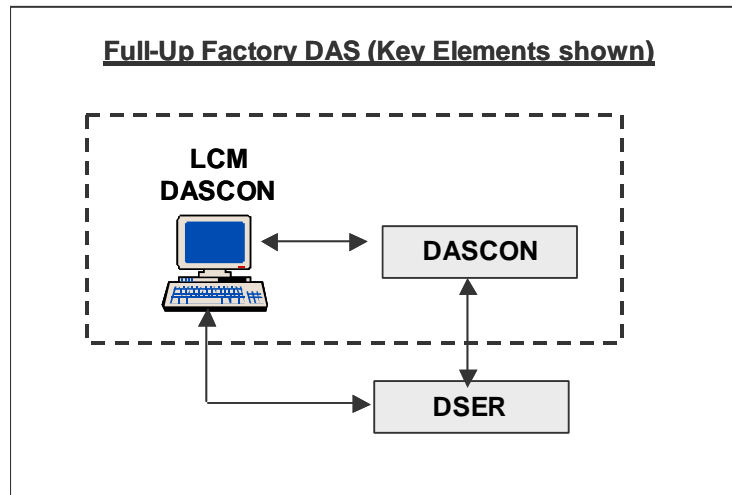 Full-Up Factory DAS (Key Elements shown)
LCM
DASCON
DASCON
DSER